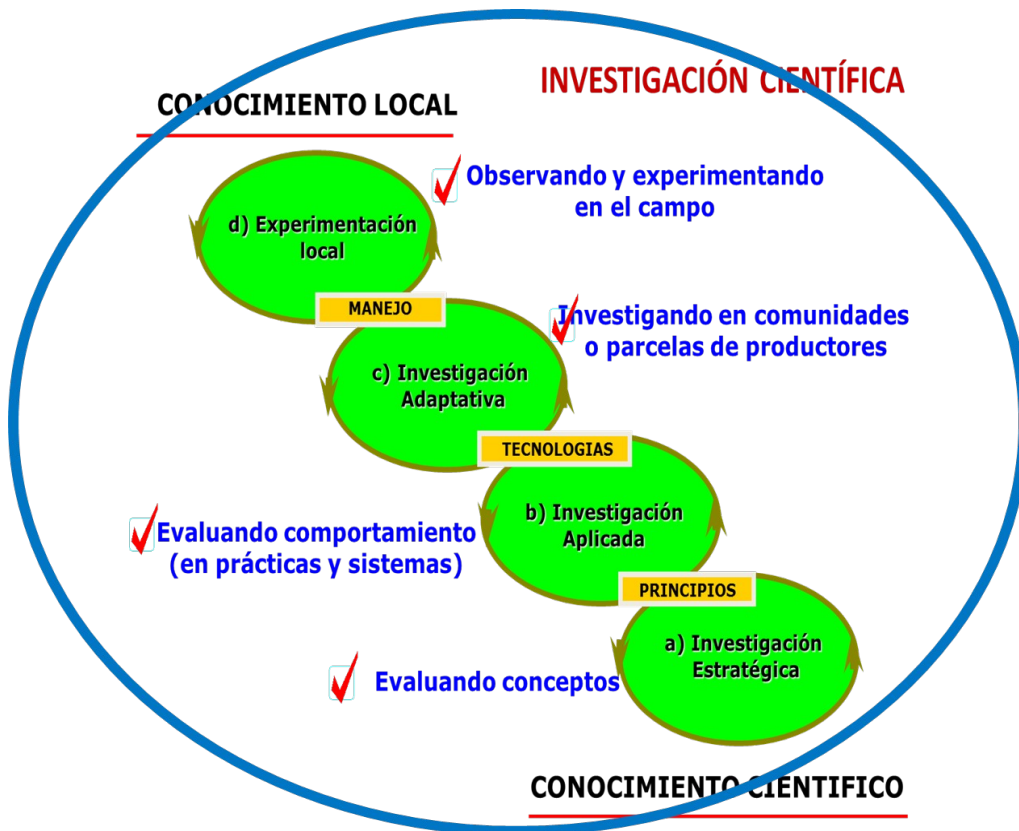 INVESTIGACIÓN CIENTÍFICA
CONOCIMIENTO LOCAL
Observando y experimentando
en el campo
d) Experimentación
local
MANEJO
Investigando en comunidades
o parcelas de productores
c) Investigación
Adaptativa
TECNOLOGIAS
b) Investigación
Aplicada
Evaluando comportamiento
(en prácticas y sistemas)
PRINCIPIOS
a) Investigación
Estratégica
Evaluando conceptos
CONOCIMIENTO CIENTIFICO